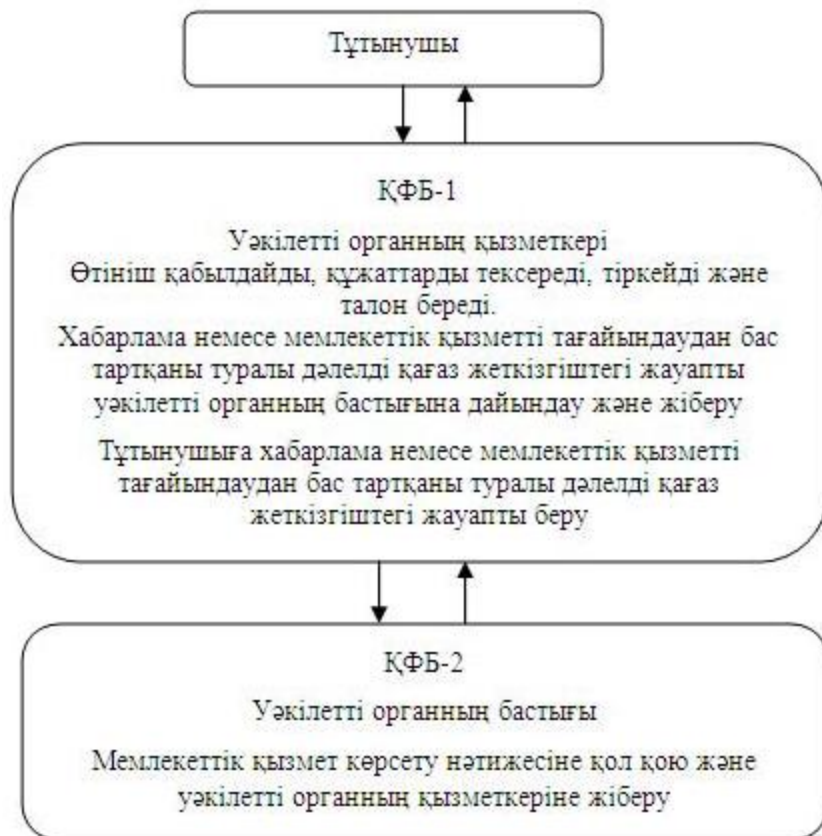 Тұтынушы
ҚФБ-1
Уәкілетті органның қызметкері
Өтініш қабылдайды, құжаттарды тексереді, тіркейді және
талон береді.
Хабарлама немесе мемлекеттік қызметті тағайындаудан бас
тартқаны туралы дәлелді қағаз жеткізгіштегі жауапты
уәкілетті органның бастығына дайындау және жіберу
Тұтынушыға хабарлама немесе мемлекеттік қызметті
тағайындаудан бас тартқаны туралы дәлелді қағаз
жеткізгіштегі жауапты беру
ҚФБ-2
Уәкілетті органның бастығы
Мемлекеттік қызмет көрсету нәтижесіне қол қою және
уәкілетті органның қызметкеріне жіберу